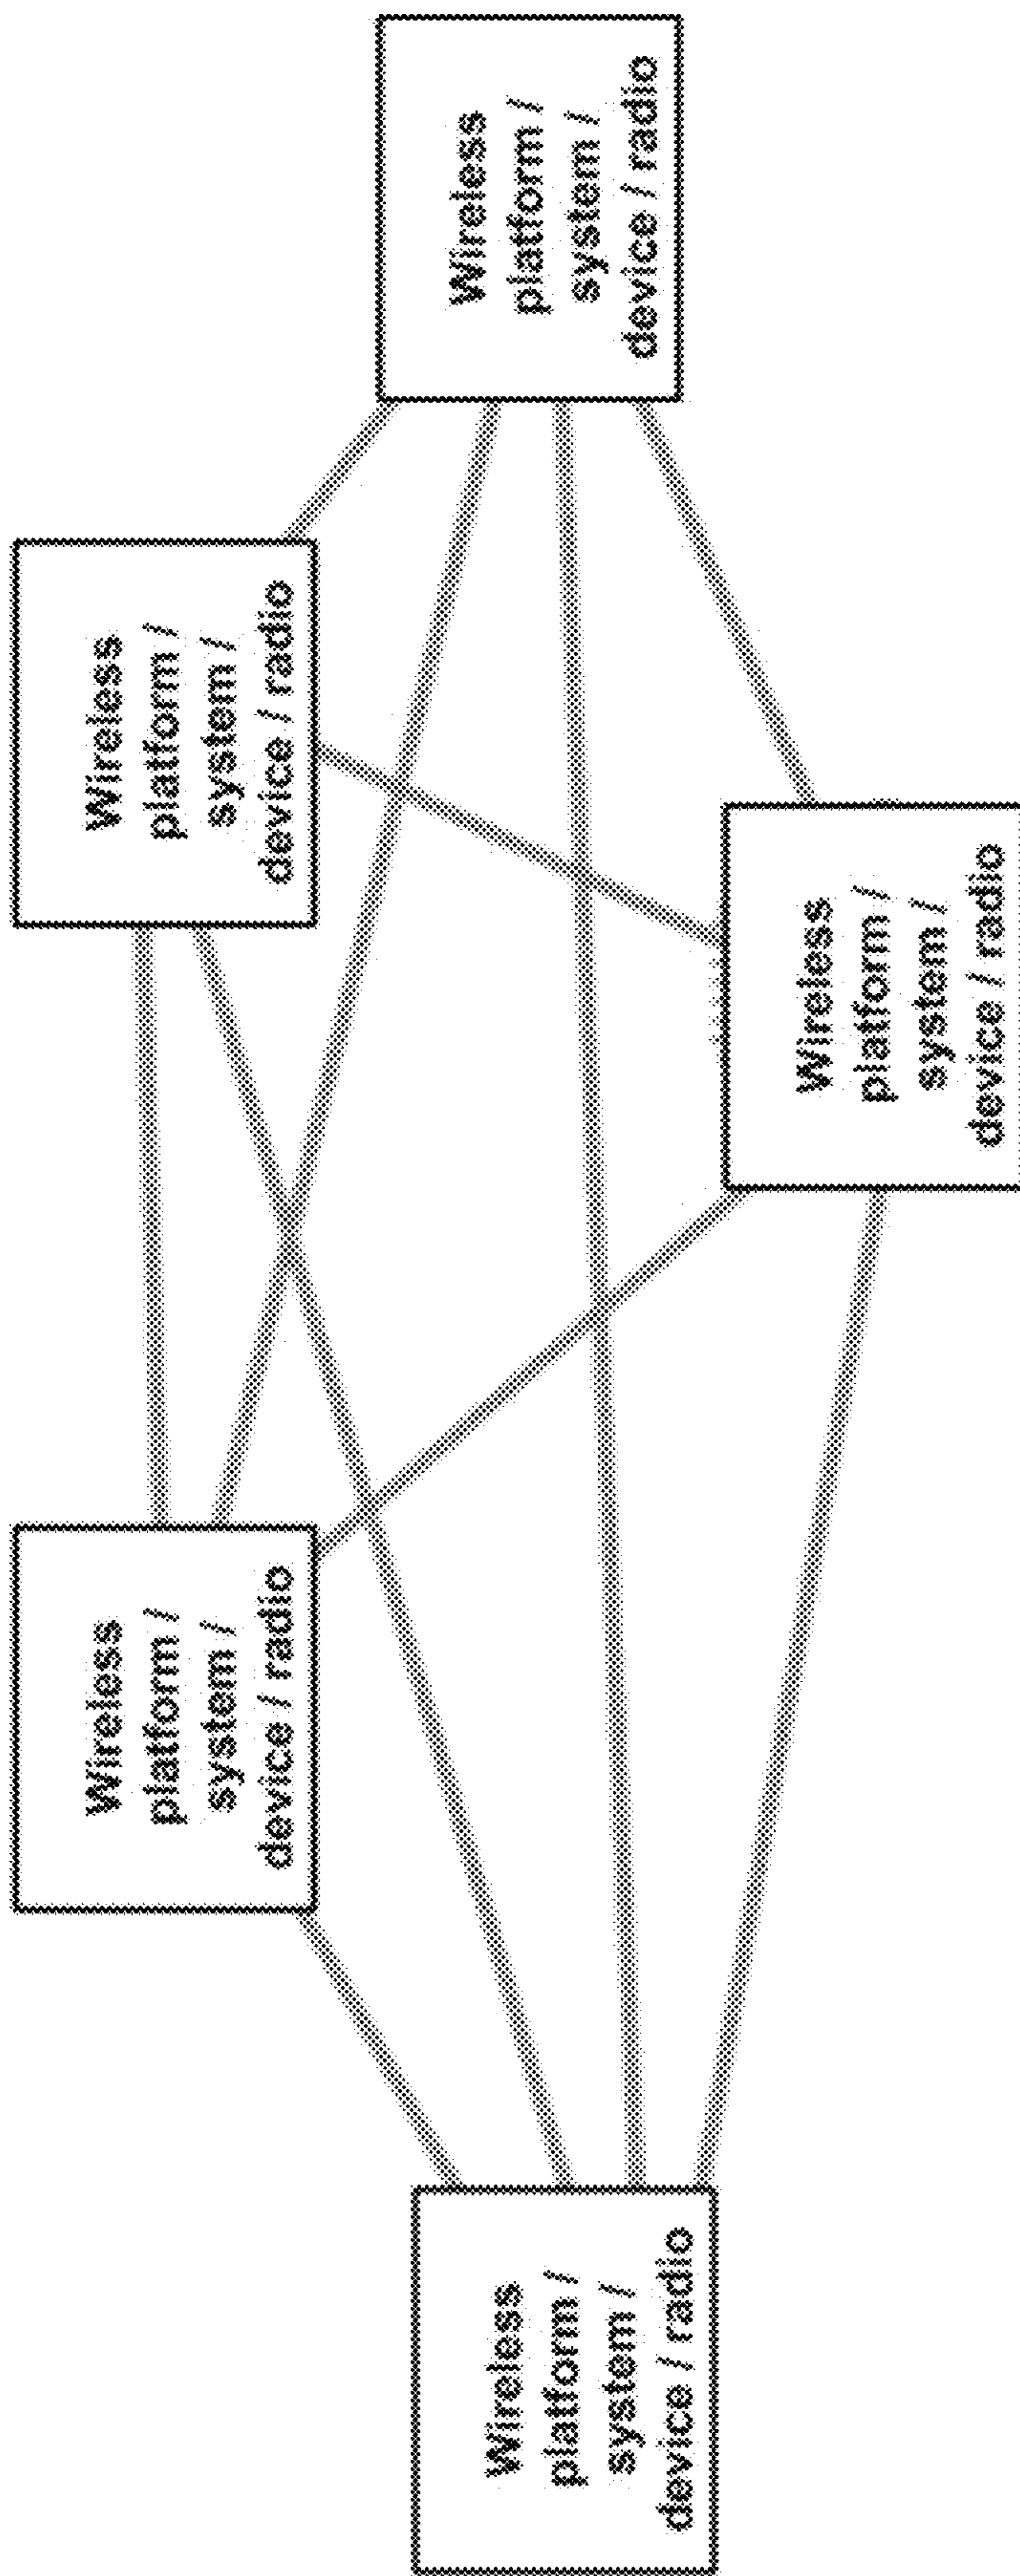 Wireless
platform /
system /
device / radio
Wireless
platform /
system /
device / radio
Wireless
platform /
system /
device / radio
Wireless
platform /
system /
device / radio
Wireless
platform /
system /
device / radio